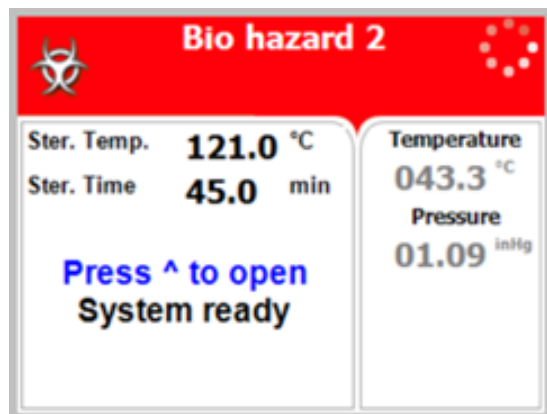 Bio hazard 2
Ster. Temp. 121.0 °C
Ster. Time 45.0 min
Press ^ to open
System ready
Temperature
043.3 °C
Pressure
01.09 inHg